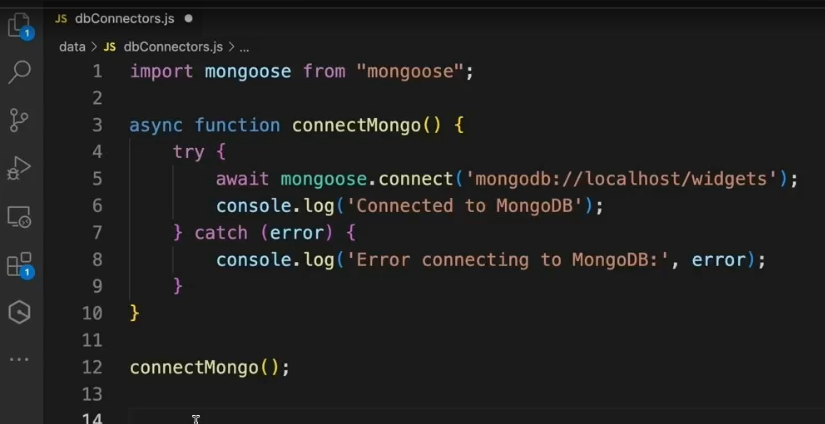 JS dbConnectors.js
data > JS dbConnectors.js > ...
1 import mongoose from "mongoose";
2
3 async function connectMongo() {
4 try {
5 await mongoose.connect('mongodb://localhost/widgets');
6 console.log('Connected to MongoDB');
7 } catch (error) {
8 console.log('Error connecting to MongoDB:', error);
9 }
10 }
11
12 connectMongo();
13
14
1
1